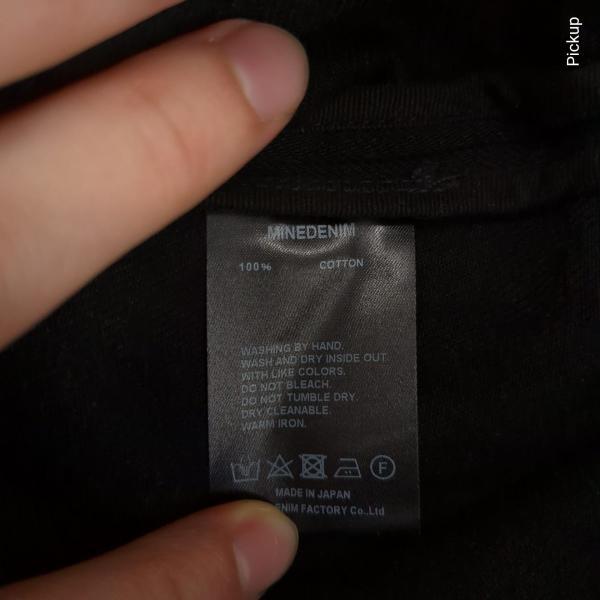 Pickup
MINEDENIM
100% COTTON
WASHING BY HAND.
WASH AND DRY INSIDE OUT
WITH LIKE COLORS.
DO NOT BLEACH.
DO NOT TUMBLE DRY.
DRY CLEANABLE.
WARM IRON.
F
MADE IN JAPAN
FACTORY Co.,Ltd